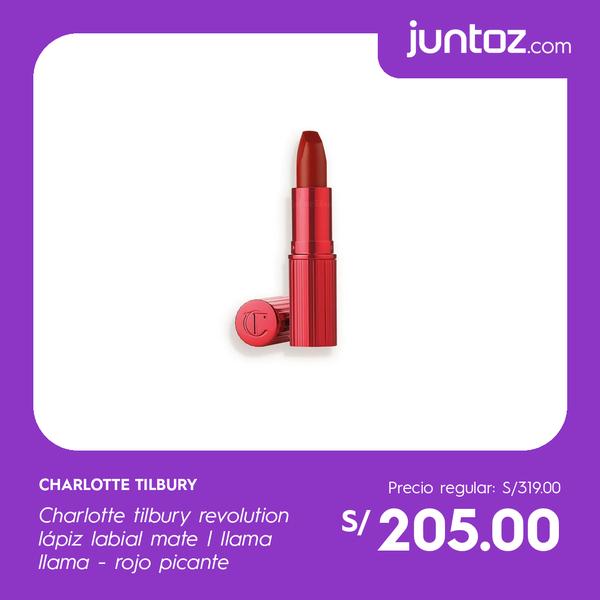 juntoz.com
CT
CHARLOTTE TILBURY
Charlotte tilbury revolution
lápiz labial mate | llama
llama - rojo picante
Precio regular: S/319.00
S/ 205.00